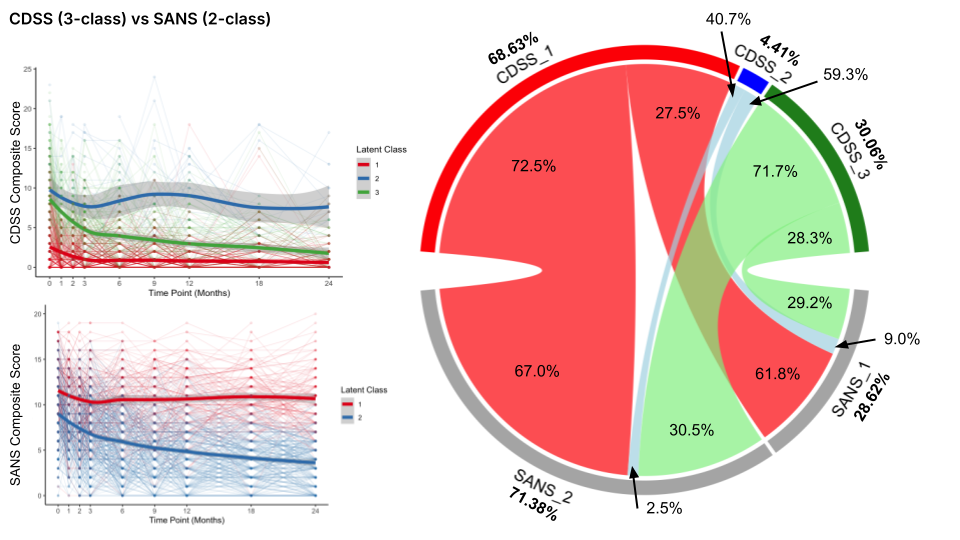 CDSS (3-class) vs SANS (2-class)
CDSS Composite Score
25
20
15
10
5
0
0 1 2 3 6 9 12 18 24
Time Point (Months)
Latent Class
1
2
3
SANS Composite Score
20
15
10
5
0
0 1 2 3 6 9 12 18 24
Time Point (Months)
Latent Class
1
2
68.63%
CDSS_1
40.7%
4.41%
CDSS_2
59.3%
30.06%
CDSS_3
27.5%
72.5%
71.7%
28.3%
29.2%
9.0%
67.0%
61.8%
30.5%
SANS_1
28.62%
SANS_2
71.38%
2.5%